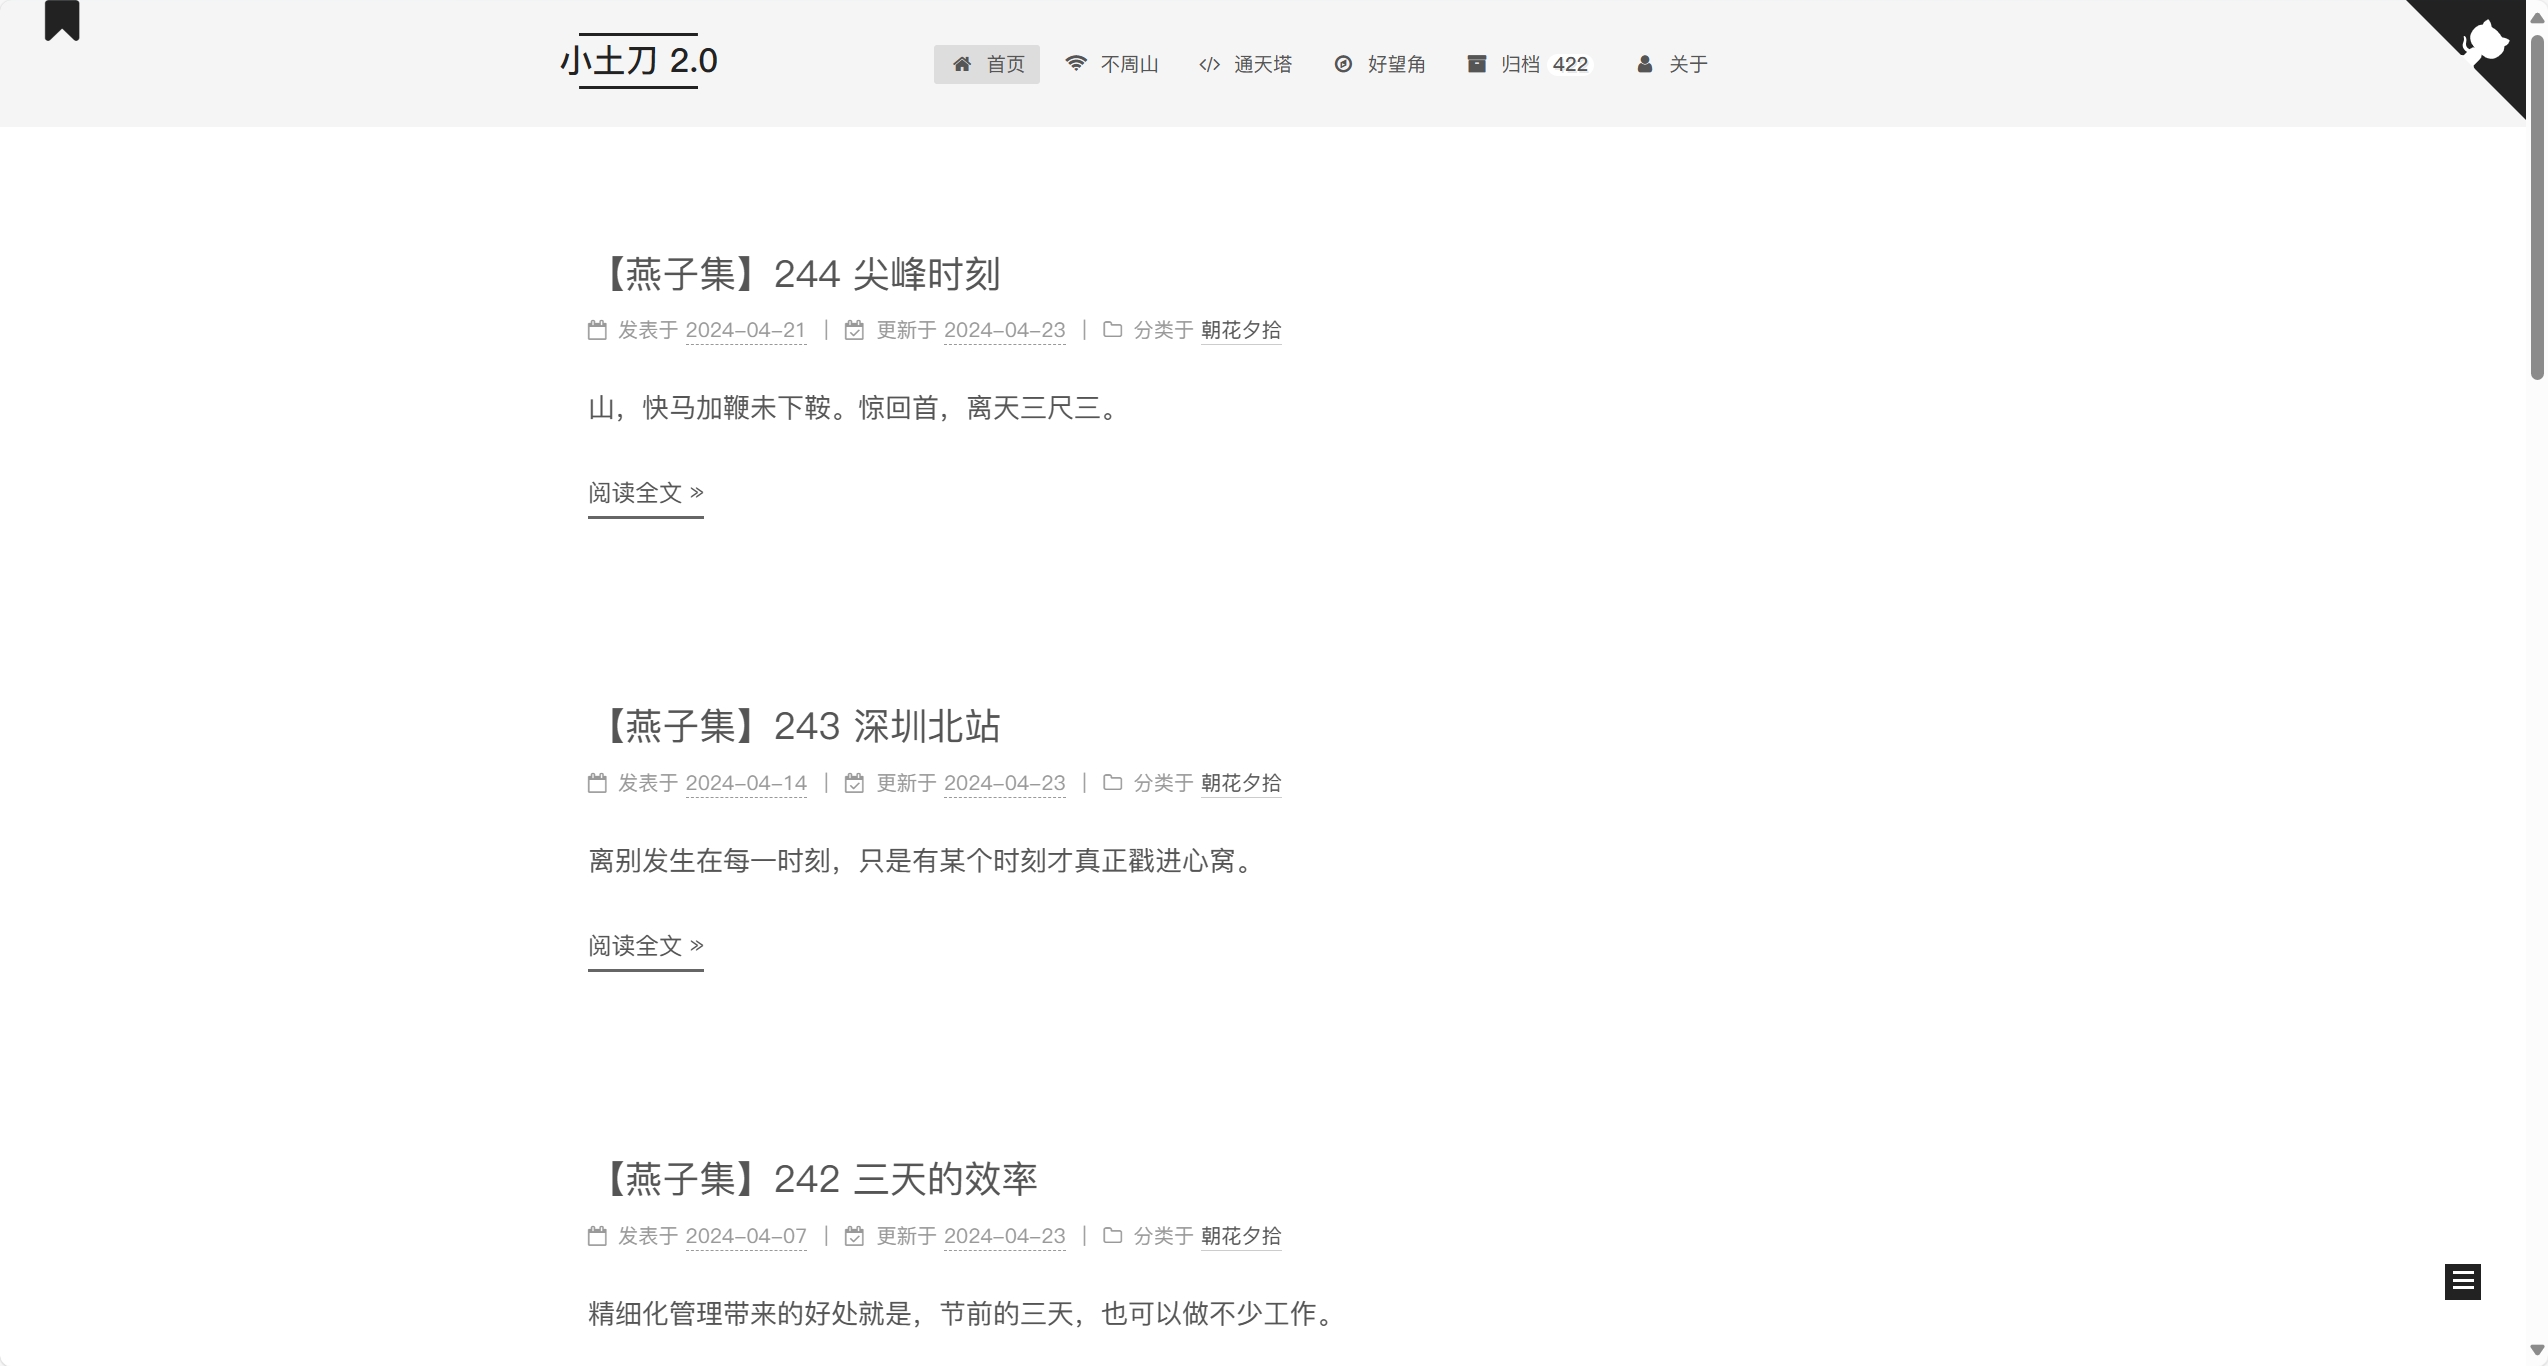 小土刀 2.0
首页 不周山 </> 通天塔 好望角 归档 422 关于
【燕子集】244 尖峰时刻
发表于 2024-04-21 | 更新于 2024-04-23 | 分类于 朝花夕拾
山，快马加鞭未下鞍。惊回首，离天三尺三。
阅读全文 »
【燕子集】243 深圳北站
发表于 2024-04-14 | 更新于 2024-04-23 | 分类于 朝花夕拾
离别发生在每一时刻，只是有某个时刻才真正戳进心窝。
阅读全文 »
【燕子集】242 三天的效率
发表于 2024-04-07 | 更新于 2024-04-23 | 分类于 朝花夕拾
精细化管理带来的好处就是，节前的三天，也可以做不少工作。